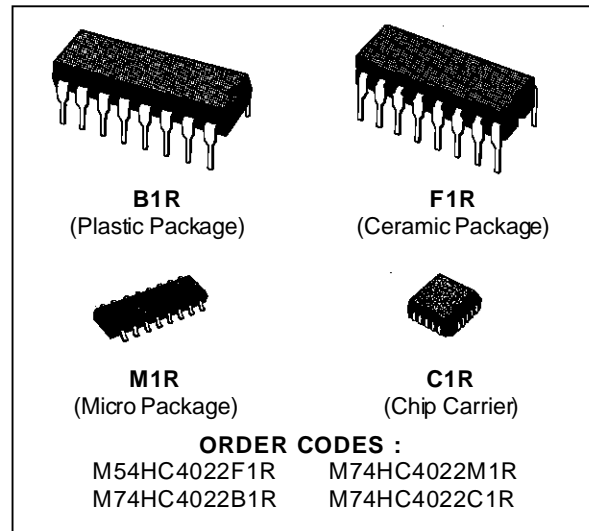 B1R
(Plastic Package)
F1R
(Ceramic Package)
M1R
(Micro Package)
C1R
(Chip Carrier)
ORDER CODES :
M54HC4022F1R M74HC4022M1R
M74HC4022B1R M74HC4022C1R